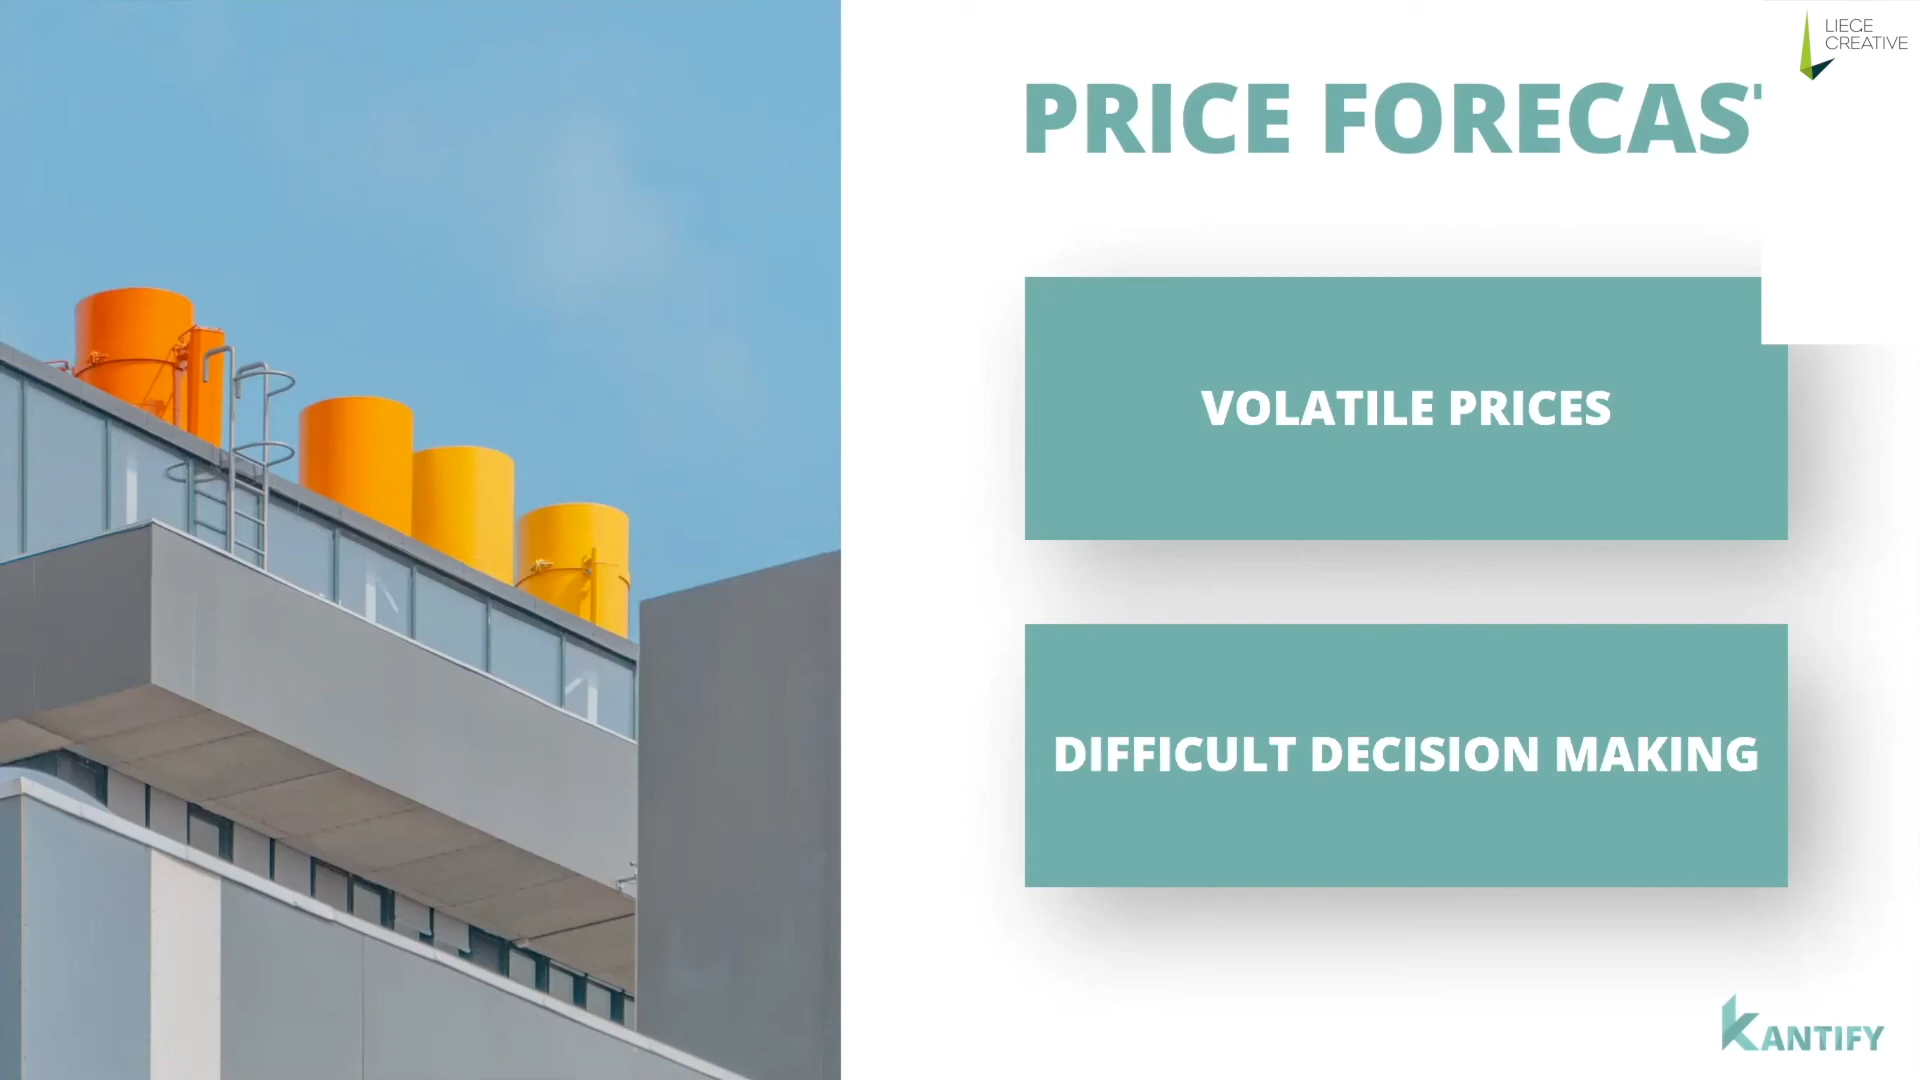 LIEGE
CREATIVE
PRICE FORECAS
VOLATILE PRICES
DIFFICULT DECISION MAKING
KANTIFY